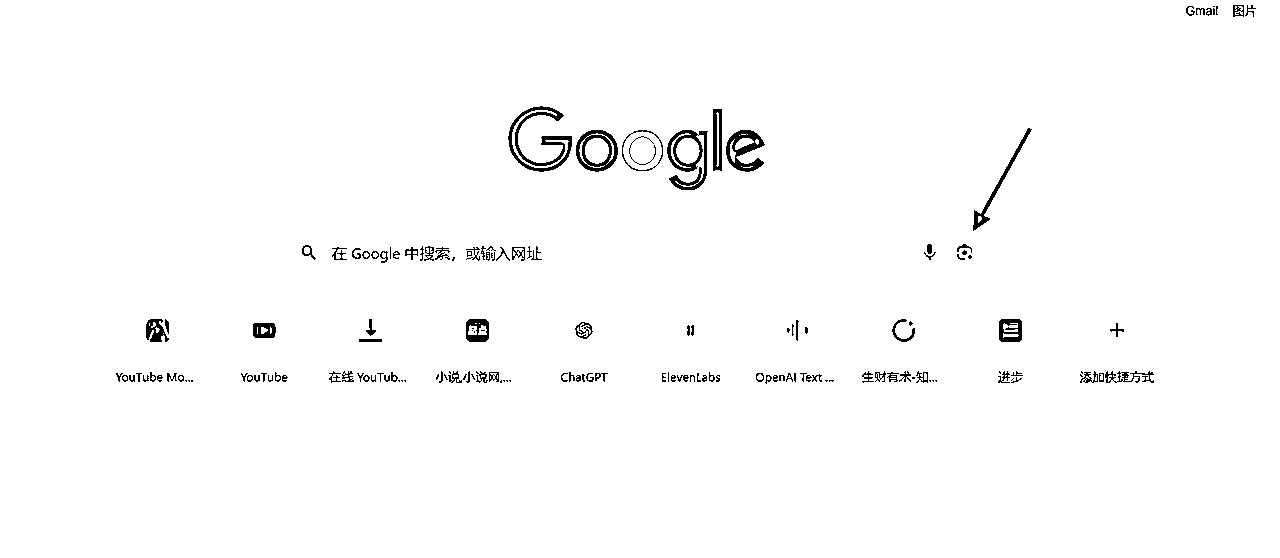 Gmail 图片
Google
在 Google 中搜索，或输入网址
YouTube Mo... YouTube 在线 YouTub... 小说,小说网,... ChatGPT ElevenLabs OpenAI Text ... 生财有术-知... 进步 添加快捷方式